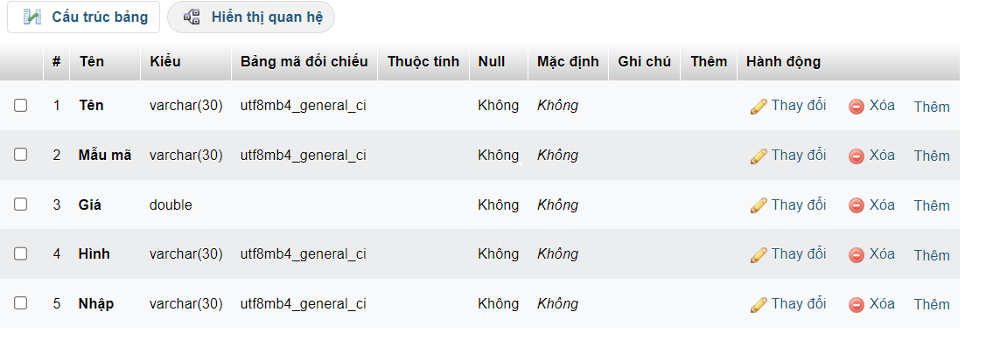 Cấu trúc bảng Hiển thị quan hệ
# Tên Kiểu Bảng mã đối chiếu Thuộc tính Null Mặc định Ghi chú Thêm Hành động
1 Tên varchar(30) utf8mb4_general_ci Không Không Thay đổi Xóa Thêm
2 Mẫu mã varchar(30) utf8mb4_general_ci Không Không Thay đổi Xóa Thêm
3 Giá double Không Không Thay đổi Xóa Thêm
4 Hình varchar(30) utf8mb4_general_ci Không Không Thay đổi Xóa Thêm
5 Nhập varchar(30) utf8mb4_general_ci Không Không Thay đổi Xóa Thêm